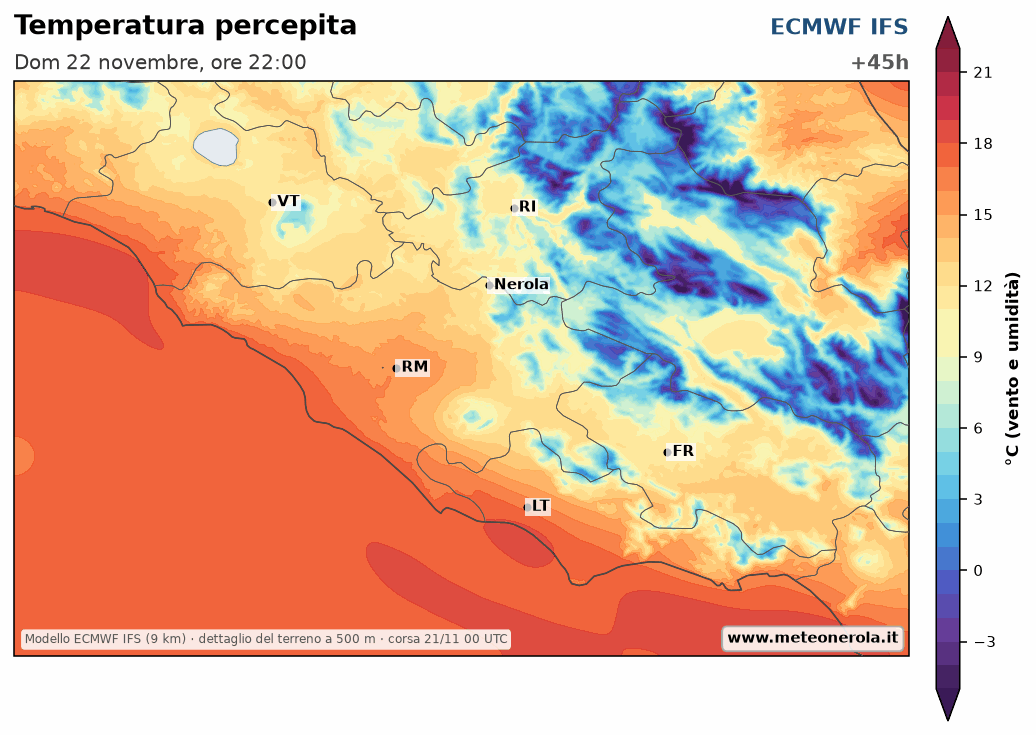 Temperatura percepita
ECMWF IFS
Dom 22 novembre, ore 22:00
+45h
VT
RI
Nerola
RM
FR
LT
Modello ECMWF IFS (9 km) · dettaglio del terreno a 500 m · corsa 21/11 00 UTC
www.meteonerola.it
21
18
15
12
9
6
3
0
−3
°C (vento e umidità)